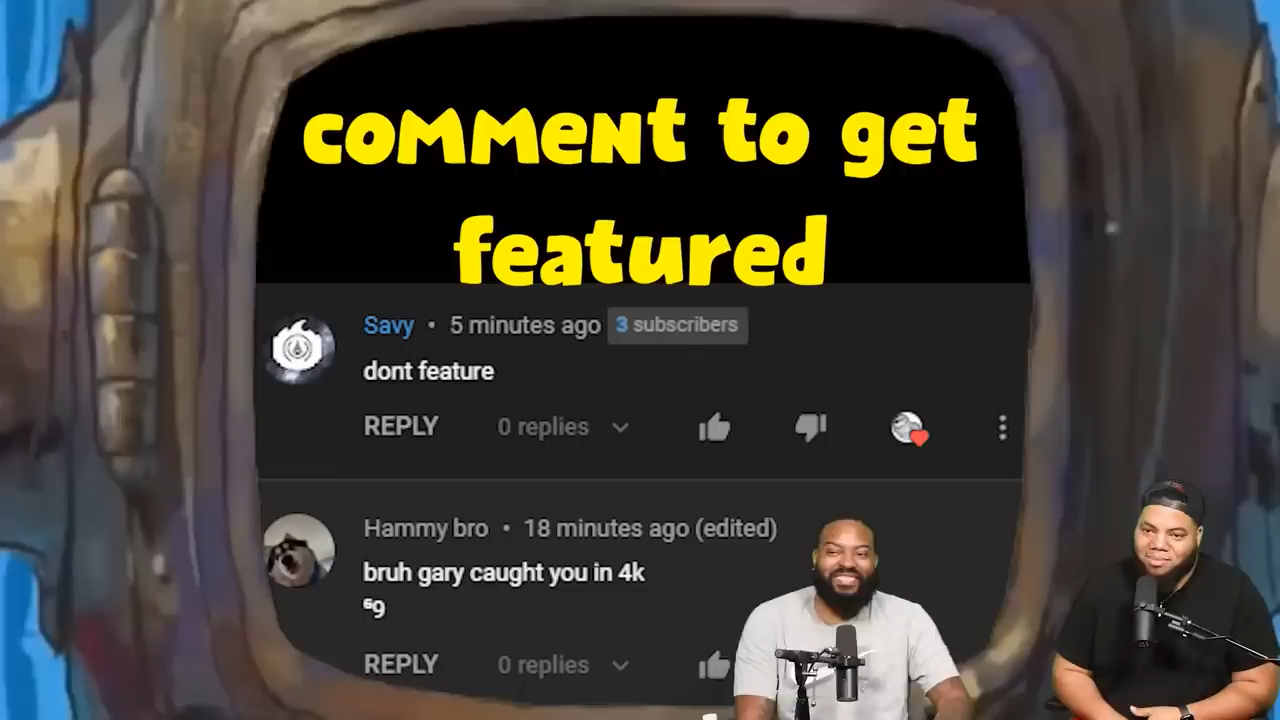 comment to get
featured
Savy • 5 minutes ago 3 subscribers
dont feature
REPLY 0 replies
Hammy bro • 18 minutes ago (edited)
bruh gary caught you in 4k
⁶9
REPLY 0 replies